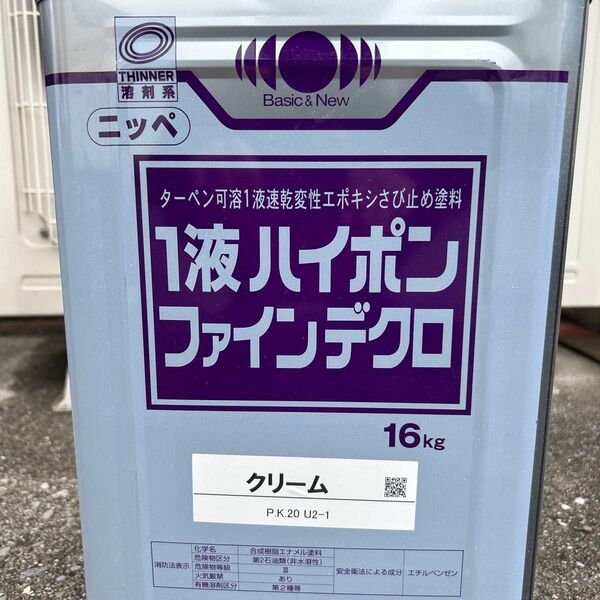 THINNER
溶剤系
ニッペ
Basic & New
ターペン可溶1液速乾変性エポキシさび止め塗料
1液ハイポン
ファインデクロ
16kg
クリーム
P.K.20 U2-1
消防法表示
化学名 合成樹脂エナメル塗料
危険物区分 第2石油類(非水溶性)
危険物等級 Ⅲ
火気厳禁 あり
有機溶剤区分 第2種等
安全衛生法による成分 エチルベンゼン